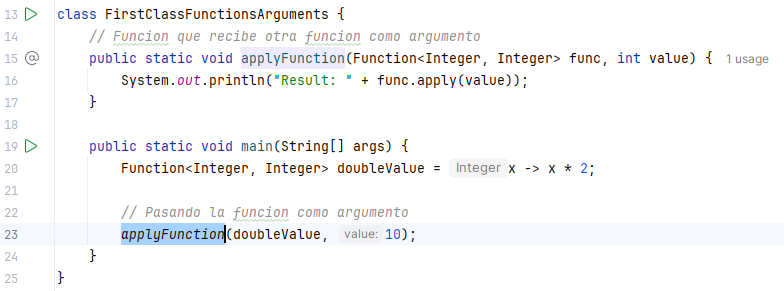 13 class FirstClassFunctionsArguments {
14 // Funcion que recibe otra funcion como argumento
15 @ public static void applyFunction(Function<Integer, Integer> func, int value) { 1 usage
16 System.out.println("Result: " + func.apply(value));
17 }
18
19 public static void main(String[] args) {
20 Function<Integer, Integer> doubleValue = Integer x -> x * 2;
21
22 // Pasando la funcion como argumento
23 applyFunction(doubleValue, value: 10);
24 }
25 }